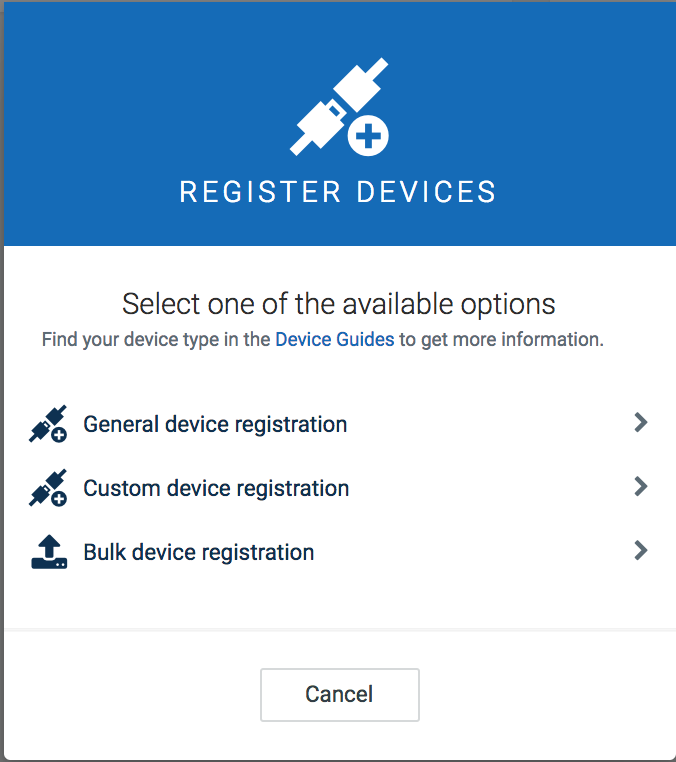 REGISTER DEVICES
Select one of the available options
Find your device type in the Device Guides to get more information.
General device registration
Custom device registration
Bulk device registration
Cancel